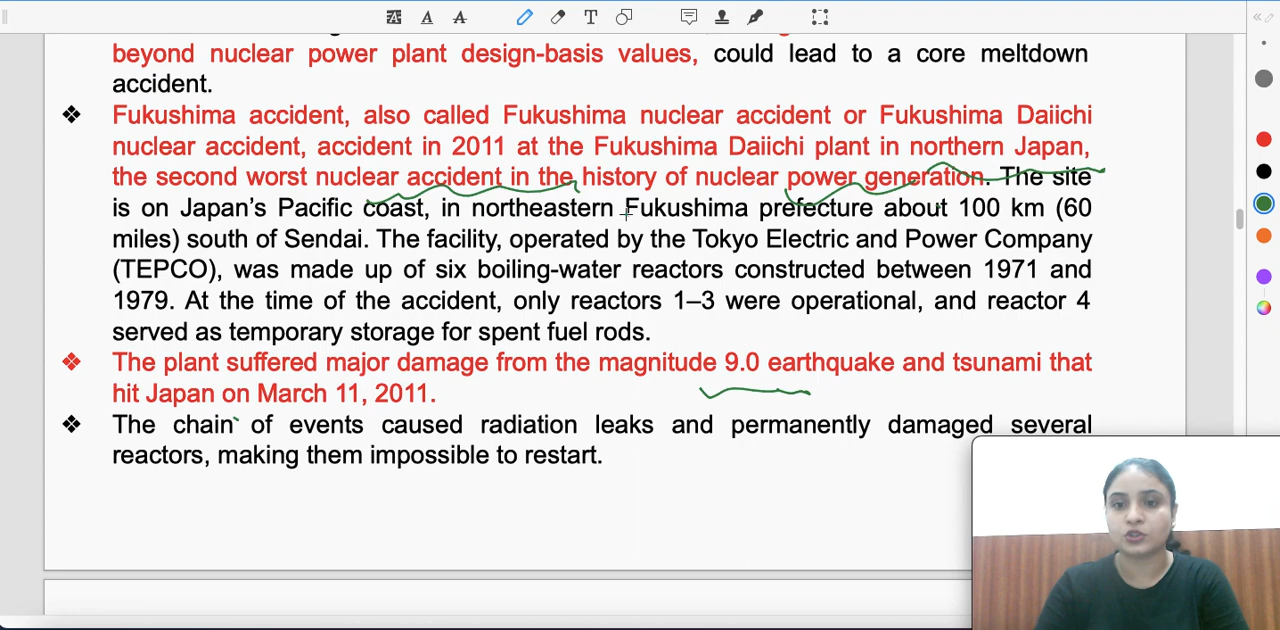 beyond nuclear power plant design-basis values, could lead to a core meltdown
accident.
❖ Fukushima accident, also called Fukushima nuclear accident or Fukushima Daiichi
nuclear accident, accident in 2011 at the Fukushima Daiichi plant in northern Japan,
the second worst nuclear accident in the history of nuclear power generation. The site
is on Japan's Pacific coast, in northeastern Fukushima prefecture about 100 km (60
miles) south of Sendai. The facility, operated by the Tokyo Electric and Power Company
(TEPCO), was made up of six boiling-water reactors constructed between 1971 and
1979. At the time of the accident, only reactors 1–3 were operational, and reactor 4
served as temporary storage for spent fuel rods.
❖ The plant suffered major damage from the magnitude 9.0 earthquake and tsunami that
hit Japan on March 11, 2011.
❖ The chain of events caused radiation leaks and permanently damaged several
reactors, making them impossible to restart.